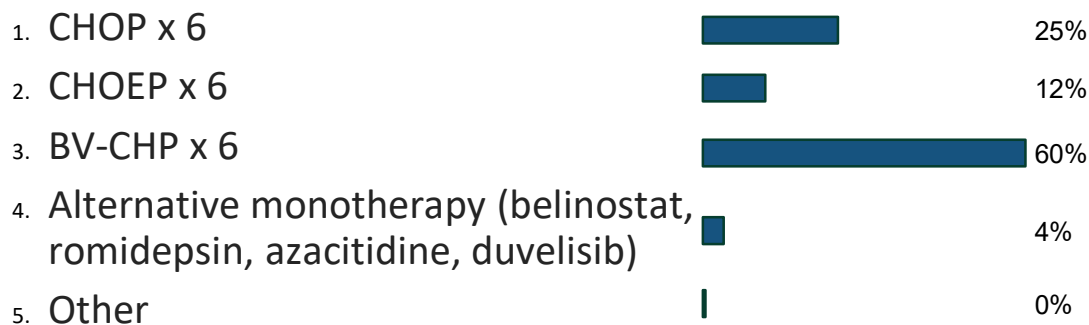 1. CHOP x 6 25%
2. CHOEP x 6 12%
3. BV-CHP x 6 60%
4. Alternative monotherapy (belinostat,
romidepsin, azacitidine, duvelisib) 4%
5. Other 0%